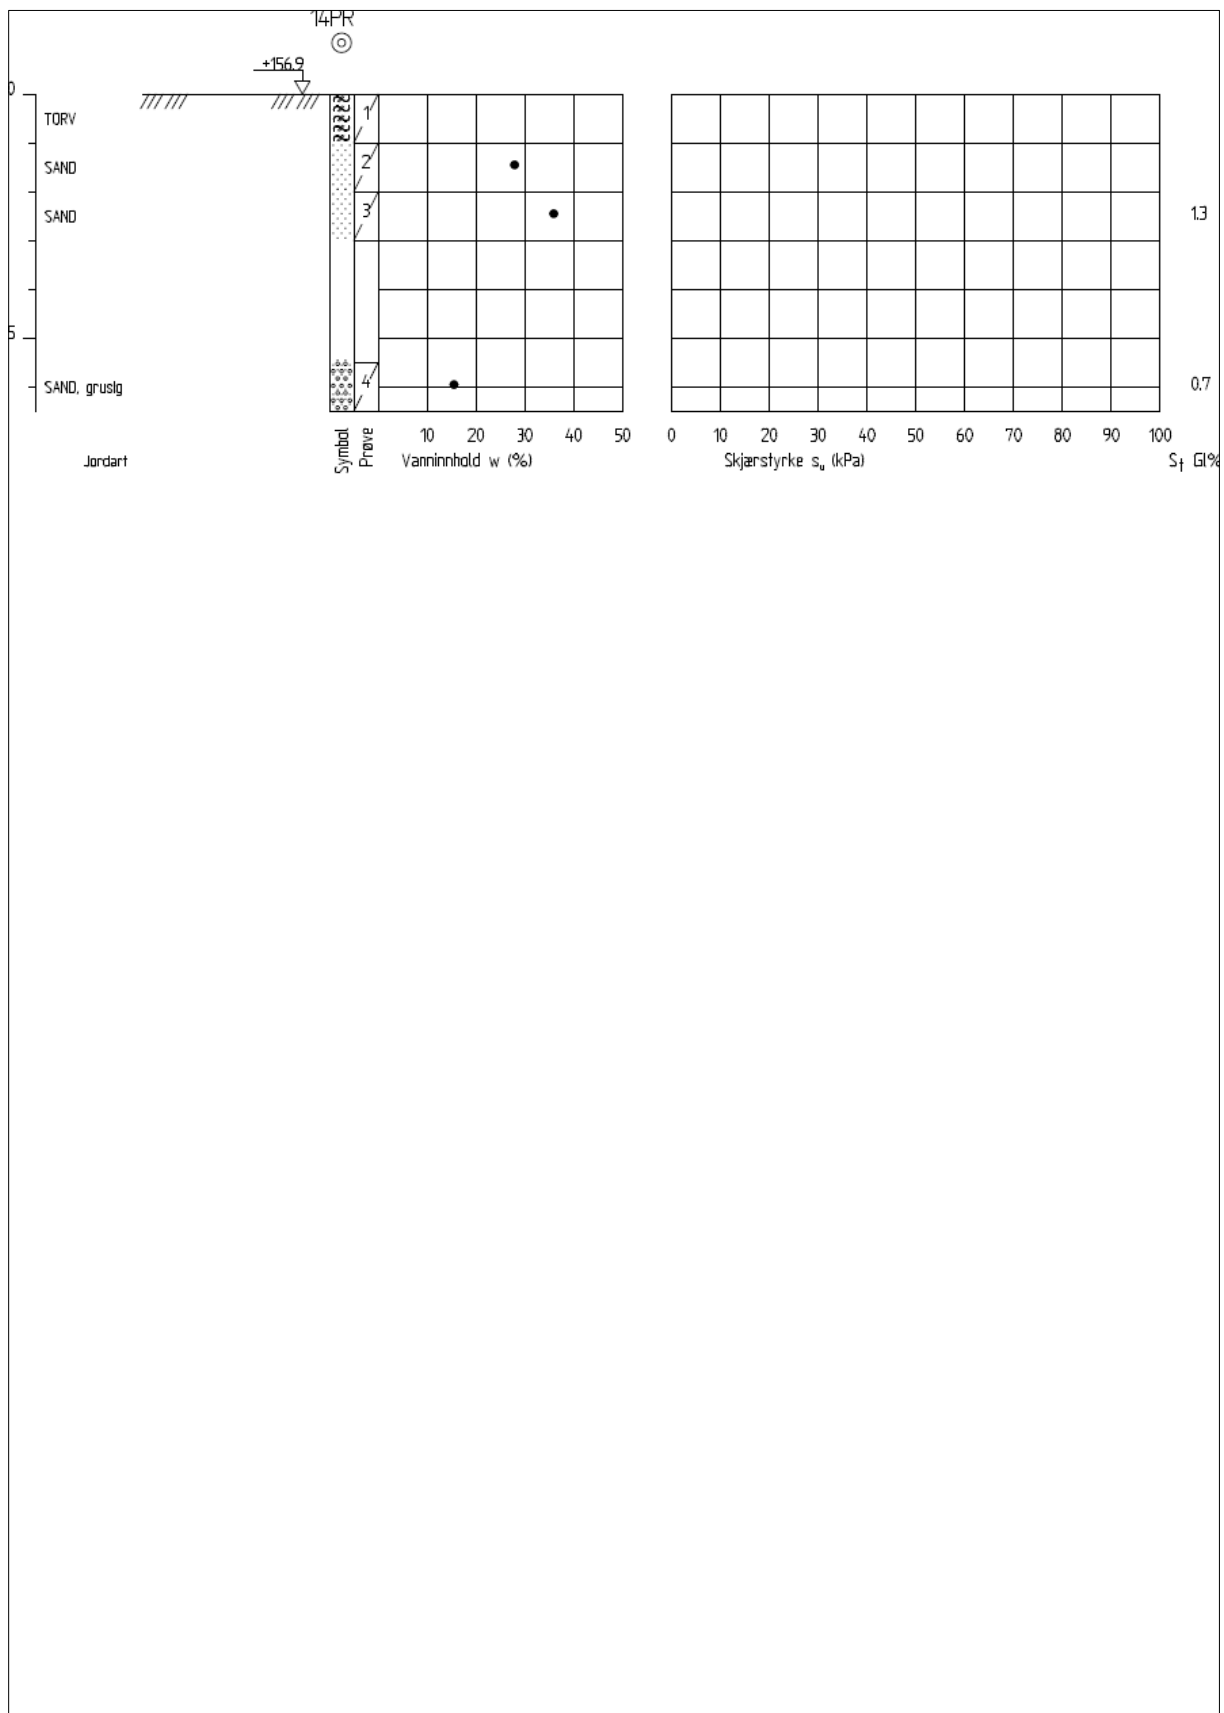 14PR
+156.9
0
TORV 1
SAND 2
SAND 3 1.3
5
SAND, grusig 4 0.7
10 20 30 40 50 0 10 20 30 40 50 60 70 80 90 100
Jordart Symbol Prøve Vanninnhold w (%) Skjærstyrke su (kPa) St Gl%